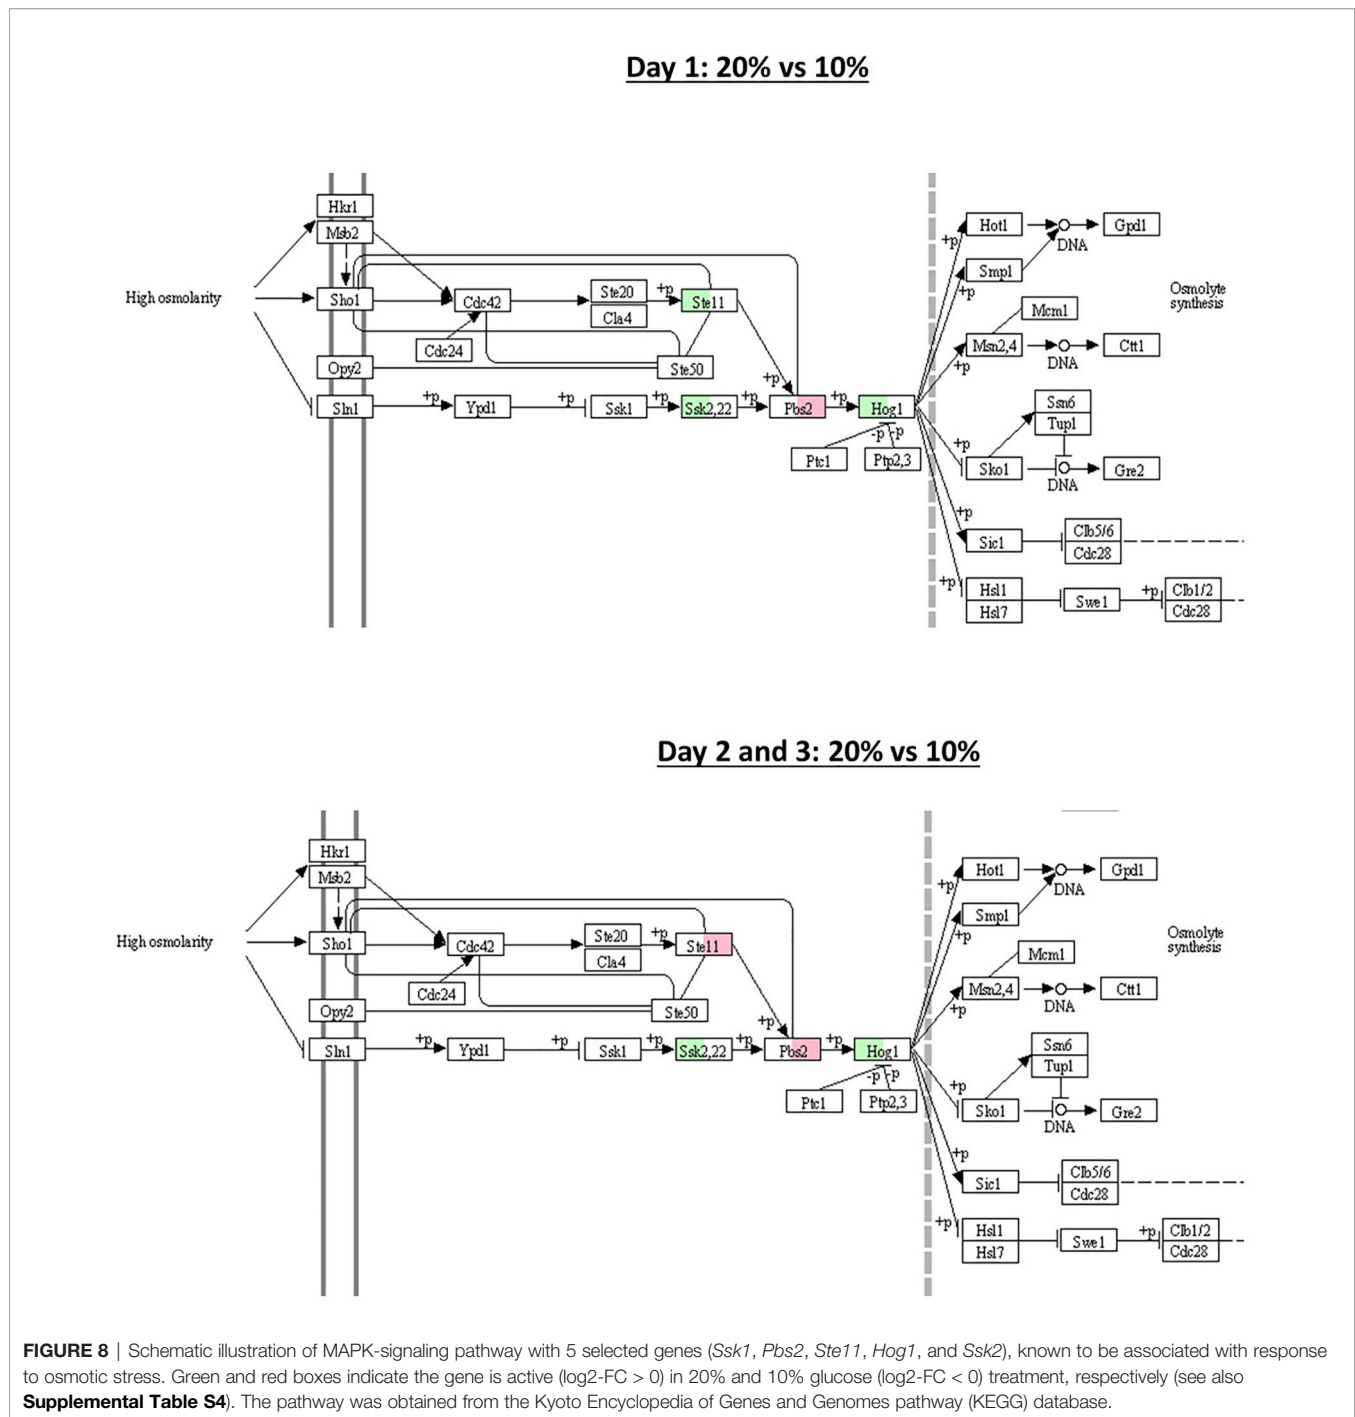 Day 1: 20% vs 10%
Hkr1
Msb2
High osmolarity
Sho1
Cdc42
Ste20
Cla4
+p
Ste11
Cdc24
Opy2
Ste50
Sln1
+p
Ypd1
+p
Ssk1
+p
Ssk2,22
+p
+p
Pbs2
+p
Hog1
-p
-p
Ptc1
Ptp2,3
+p
Hot1
DNA
Gpd1
+p
Smp1
Osmolyte
synthesis
Mcm1
+p
Msn2,4
DNA
Ctt1
Ssn6
Tup1
+p
Sko1
DNA
Gre2
+p
Sic1
Clb5/6
Cdc28
+p
Hsl1
Hsl7
Swe1
+p
Clb1/2
Cdc28
Day 2 and 3: 20% vs 10%
Hkr1
Msb2
High osmolarity
Sho1
Cdc42
Ste20
Cla4
+p
Ste11
Cdc24
Opy2
Ste50
Sln1
+p
Ypd1
+p
Ssk1
+p
Ssk2,22
+p
+p
Pbs2
+p
Hog1
-p
-p
Ptc1
Ptp2,3
+p
Hot1
DNA
Gpd1
+p
Smp1
Osmolyte
synthesis
Mcm1
+p
Msn2,4
DNA
Ctt1
Ssn6
Tup1
+p
Sko1
DNA
Gre2
+p
Sic1
Clb5/6
Cdc28
+p
Hsl1
Hsl7
Swe1
+p
Clb1/2
Cdc28
FIGURE 8 | Schematic illustration of MAPK-signaling pathway with 5 selected genes (Ssk1, Pbs2, Ste11, Hog1, and Ssk2), known to be associated with response
to osmotic stress. Green and red boxes indicate the gene is active (log2-FC > 0) in 20% and 10% glucose (log2-FC < 0) treatment, respectively (see also
Supplemental Table S4). The pathway was obtained from the Kyoto Encyclopedia of Genes and Genomes pathway (KEGG) database.